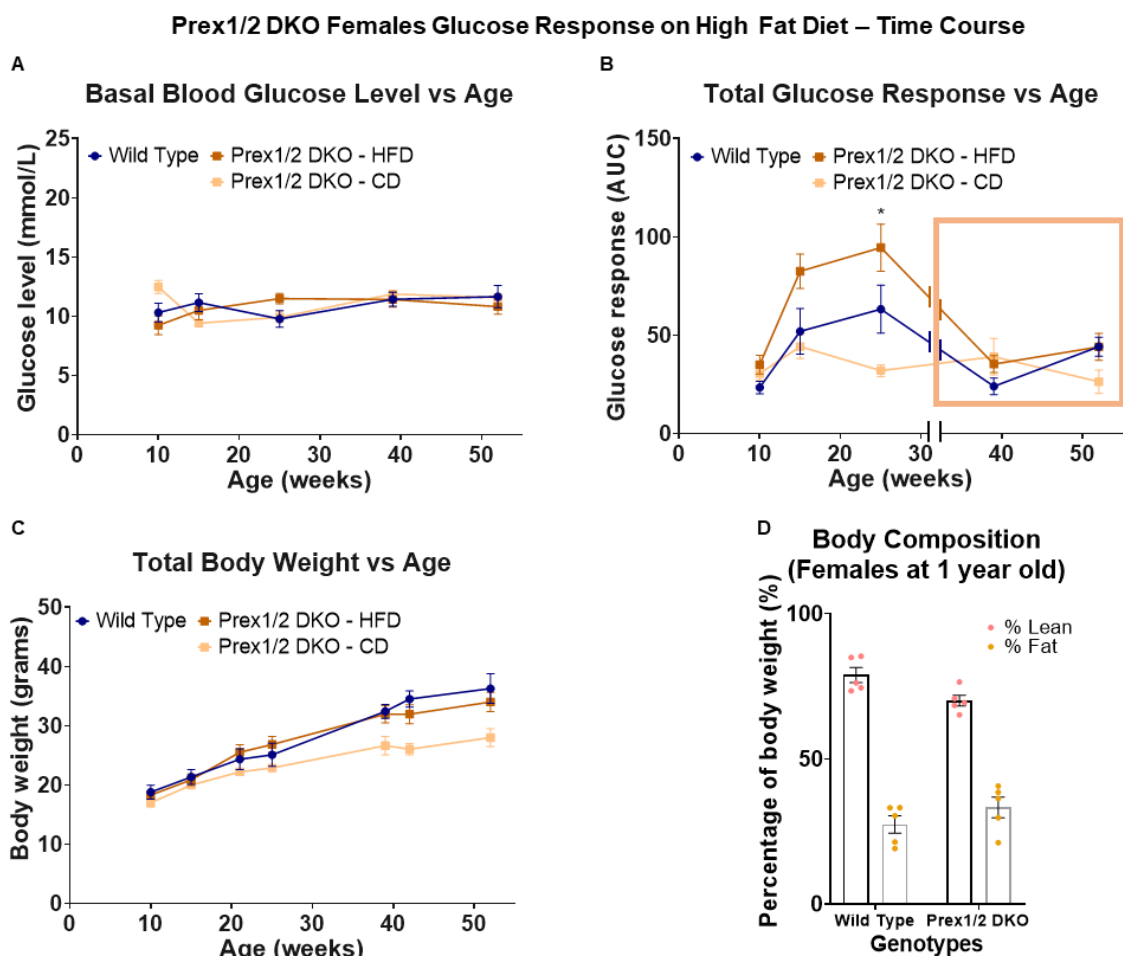 Prex1/2 DKO Females Glucose Response on High Fat Diet – Time Course
A
Basal Blood Glucose Level vs Age
Glucose level (mmol/L)
25
20
15
10
5
0
Wild Type
Prex1/2 DKO - HFD
Prex1/2 DKO - CD
0 10 20 30 40 50
Age (weeks)
B
Total Glucose Response vs Age
Glucose response (AUC)
150
100
50
0
Wild Type
Prex1/2 DKO - HFD
Prex1/2 DKO - CD
*
0 10 20 30 40 50
Age (weeks)
C
Total Body Weight vs Age
Body weight (grams)
50
40
30
20
10
0
Wild Type
Prex1/2 DKO - HFD
Prex1/2 DKO - CD
0 10 20 30 40 50
Age (weeks)
D
Body Composition
(Females at 1 year old)
Percentage of body weight (%)
100
50
0
% Lean
% Fat
Wild Type Prex1/2 DKO
Genotypes